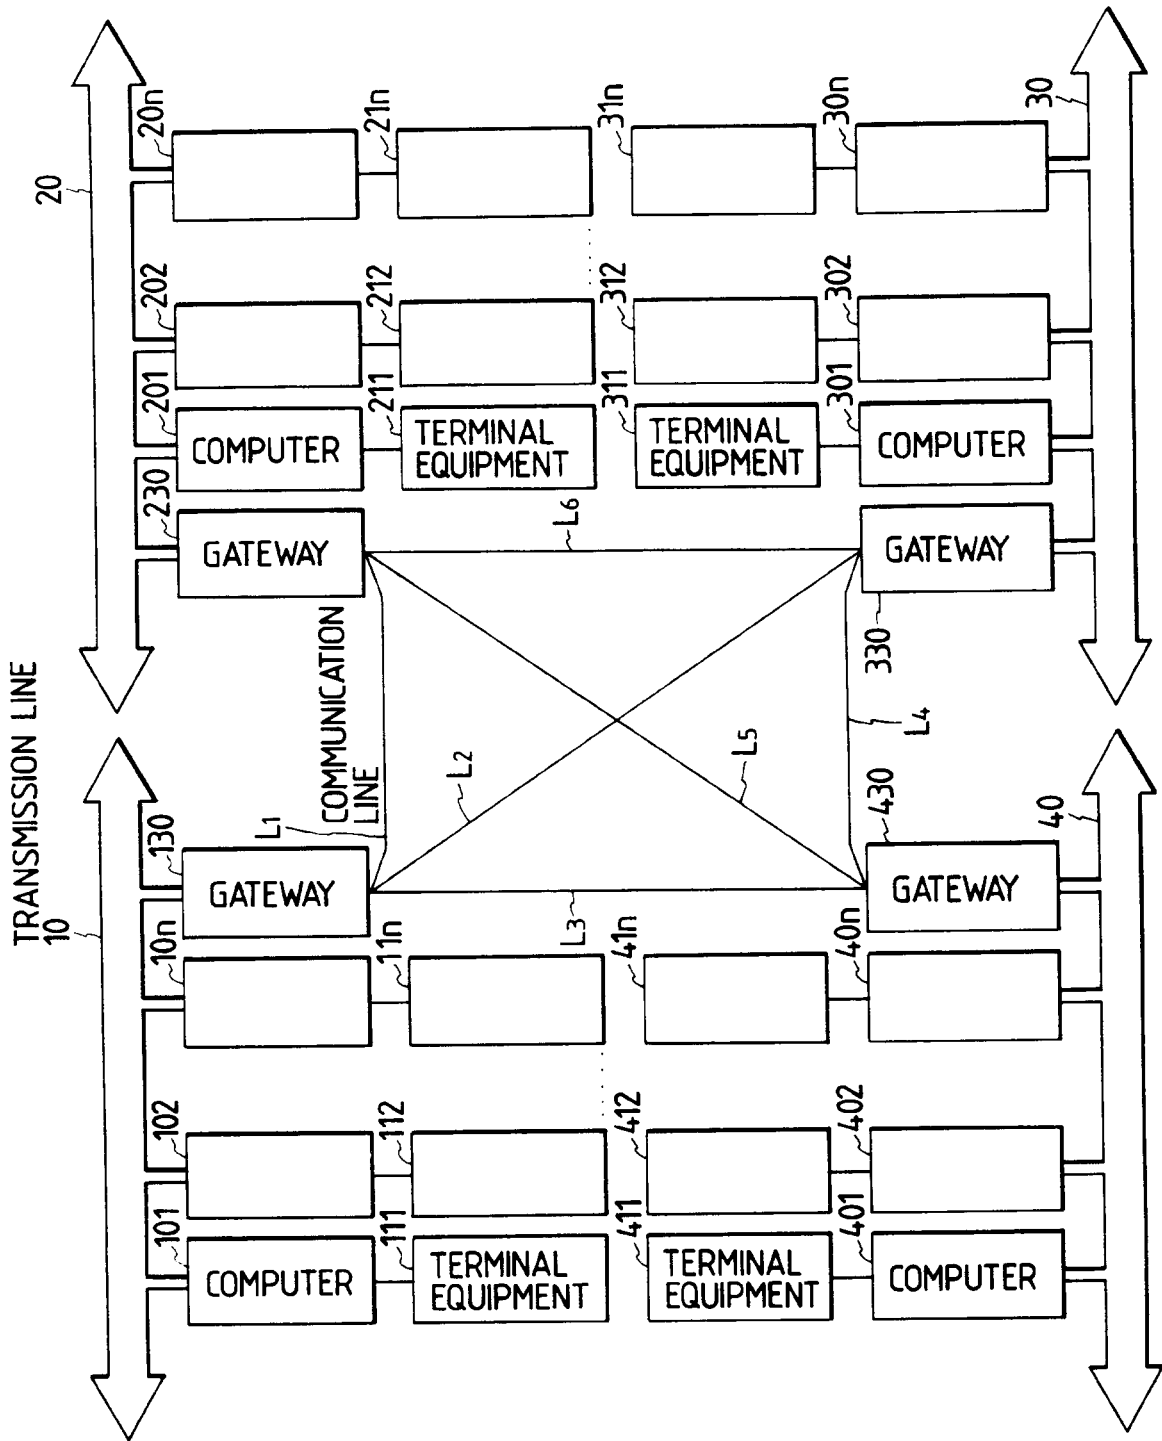 TRANSMISSION LINE
10
20
101
102
10n
130
230
201
202
20n
COMPUTER
GATEWAY
GATEWAY
COMPUTER
111
112
11n
L1
COMMUNICATION
LINE
211
212
21n
TERMINAL
EQUIPMENT
L2
TERMINAL
EQUIPMENT
L3
L6
411
412
41n
311
312
31n
TERMINAL
EQUIPMENT
L5
TERMINAL
EQUIPMENT
401
402
40n
430
L4
330
301
302
30n
COMPUTER
GATEWAY
GATEWAY
COMPUTER
40
30